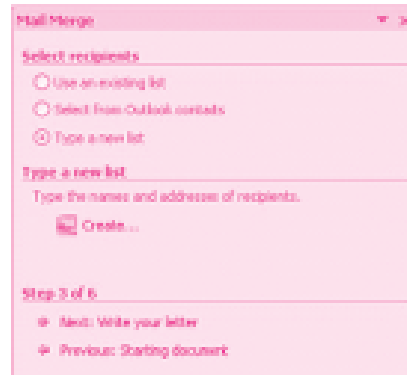 Mail Merge
Select recipients
Use an existing list
Select from Outlook contacts
Type a new list
Type a new list
Type the names and addresses of recipients.
Create...
Step 3 of 6
Next: Write your letter
Previous: Starting document